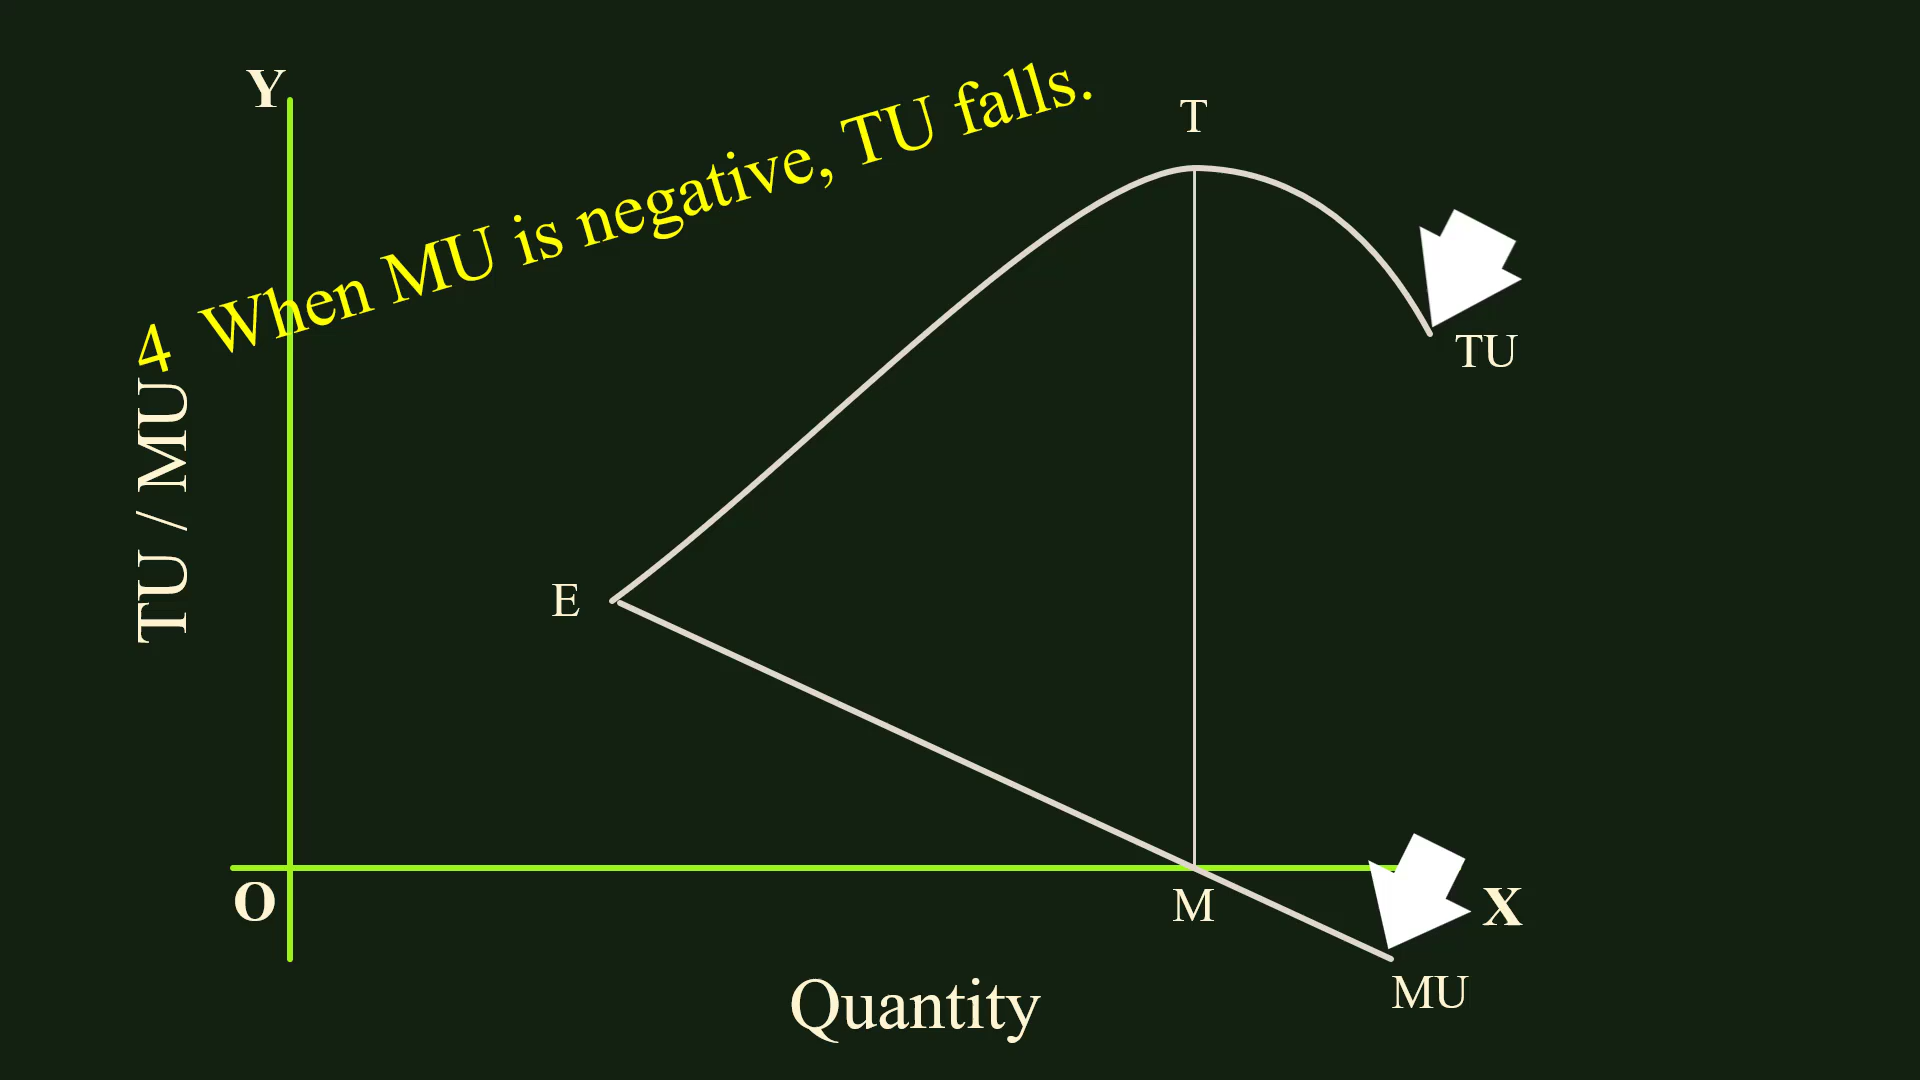 Y
4 When MU is negative, TU falls.
T
TU
TU / MU
E
O
M
X
MU
Quantity